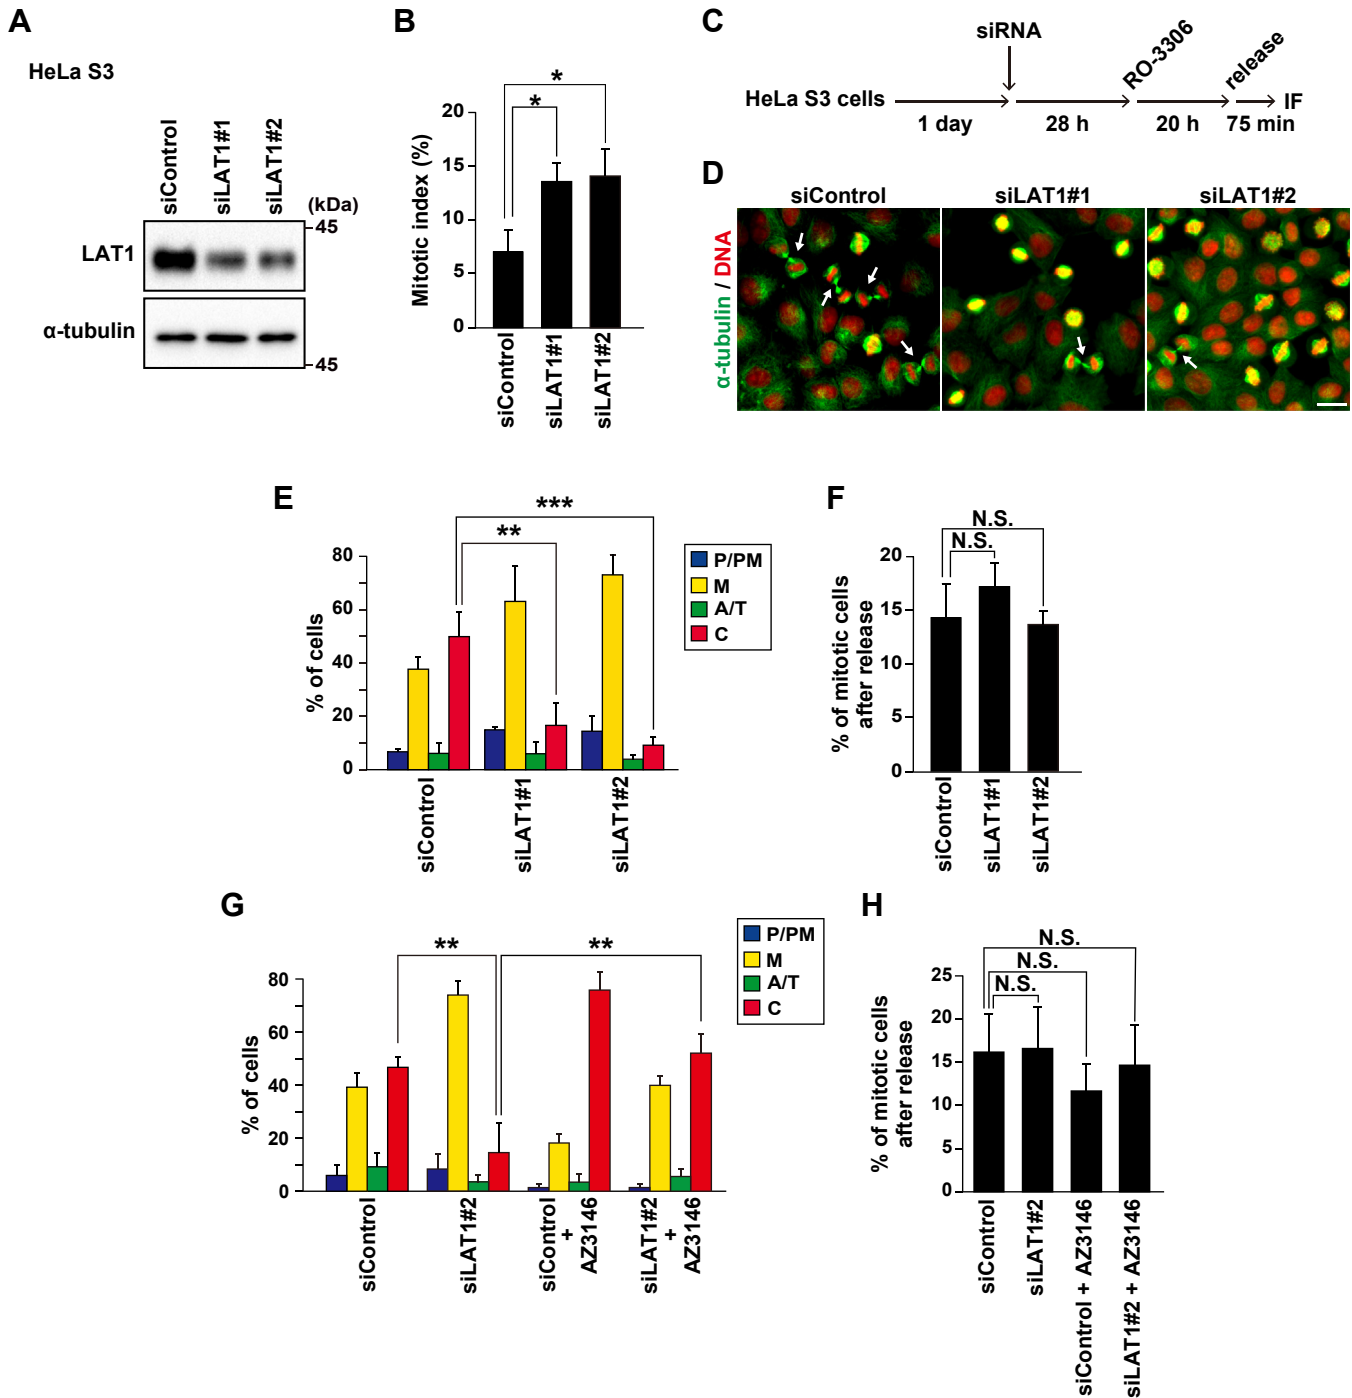 A
HeLa S3
siControl
siLAT1#1
siLAT1#2
(kDa)
45
LAT1
α-tubulin
45
B
*
*
Mitotic index (%)
20
15
10
5
0
siControl
siLAT1#1
siLAT1#2
C
siRNA
RO-3306
release
HeLa S3 cells
IF
1 day
28 h
20 h
75 min
D
siControl
siLAT1#1
siLAT1#2
α-tubulin / DNA
E
***
**
% of cells
80
60
40
20
0
P/PM
M
A/T
C
siControl
siLAT1#1
siLAT1#2
F
N.S.
N.S.
% of mitotic cells
after release
20
15
10
5
0
siControl
siLAT1#1
siLAT1#2
G
**
**
% of cells
80
60
40
20
0
P/PM
M
A/T
C
siControl
siLAT1#2
siControl
+
AZ3146
siLAT1#2
+
AZ3146
H
N.S.
N.S.
N.S.
% of mitotic cells
after release
25
20
15
10
5
0
siControl
siLAT1#2
siControl + AZ3146
siLAT1#2 + AZ3146